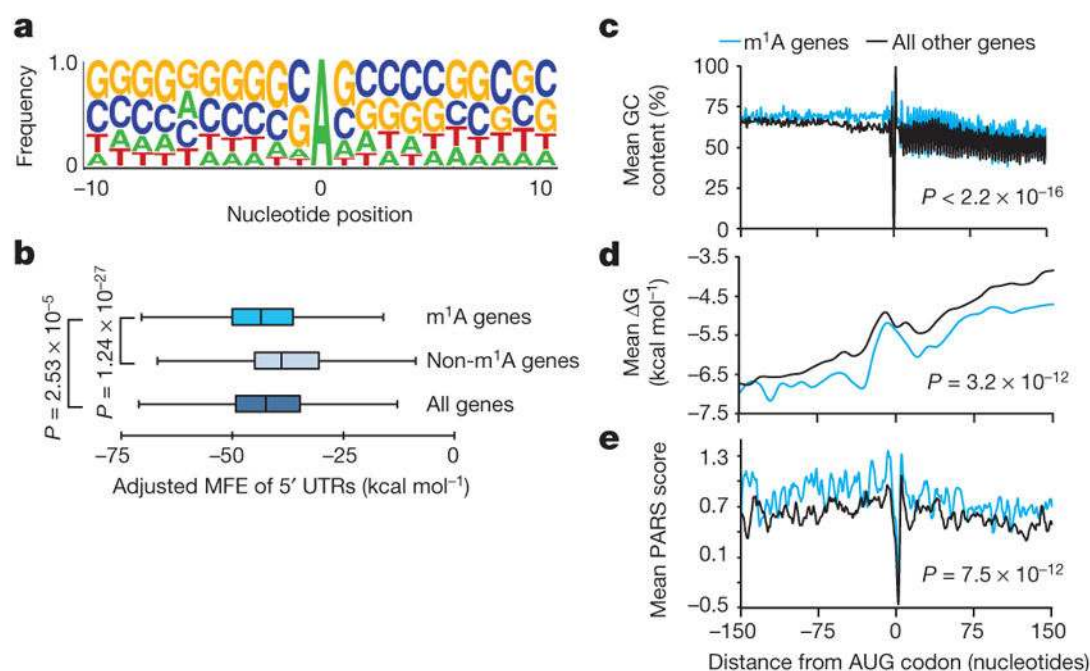 a
Frequency
1.0
0
GGGGGGGGGCAGCCCCGGCGC
CCCCACCCCGACGGGGCCGCG
TAAACTTTCGATAAATTTTTT
ATTTTAAAATATTTAAAAAAA
−10 0 10
Nucleotide position
b
P = 2.53 × 10−5
P = 1.24 × 10−27
m1A genes
Non-m1A genes
All genes
−75 −50 −25 0
Adjusted MFE of 5′ UTRs (kcal mol−1)
c
m1A genes All other genes
Mean GC
content (%)
100
75
50
25
0
P < 2.2 × 10−16
d
Mean ΔG
(kcal mol−1)
−3.5
−4.5
−5.5
−6.5
−7.5
P = 3.2 × 10−12
e
Mean PARS score
1.3
0.7
0.1
−0.5
P = 7.5 × 10−12
−150 −75 0 75 150
Distance from AUG codon (nucleotides)